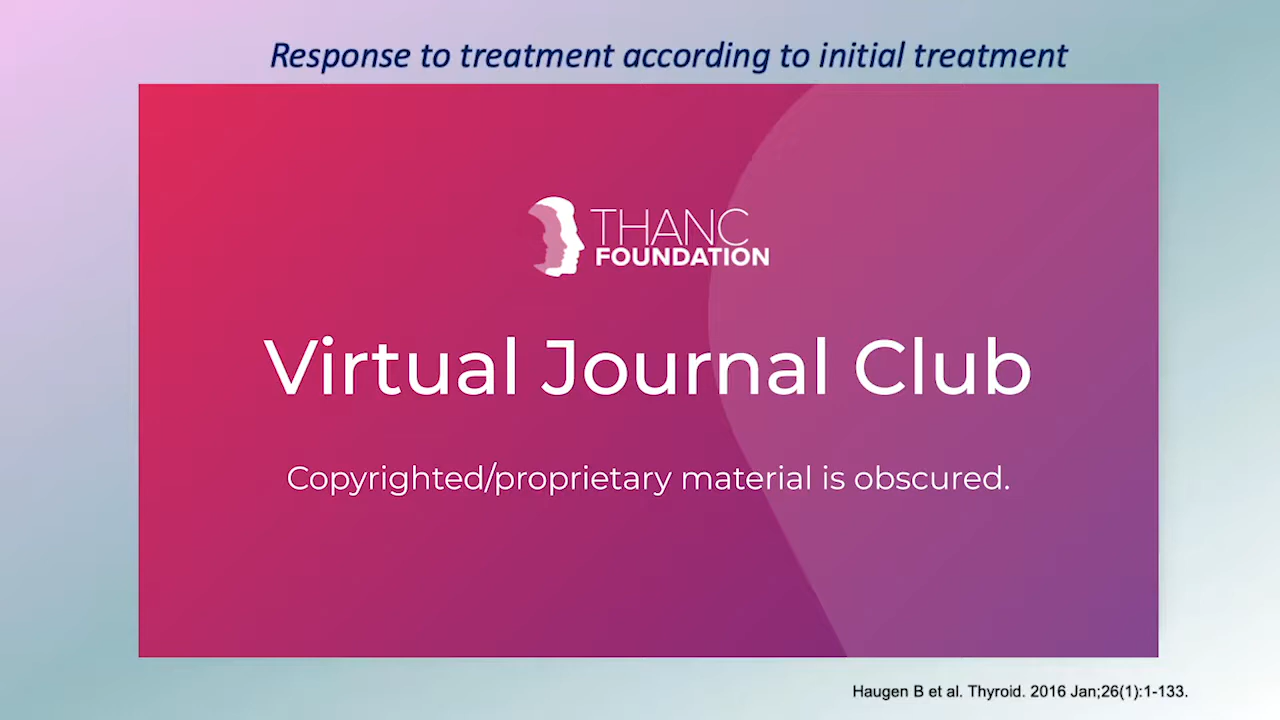 Response to treatment according to initial treatment
THANC
FOUNDATION
Virtual Journal Club
Copyrighted/proprietary material is obscured.
Haugen B et al. Thyroid. 2016 Jan;26(1):1-133.